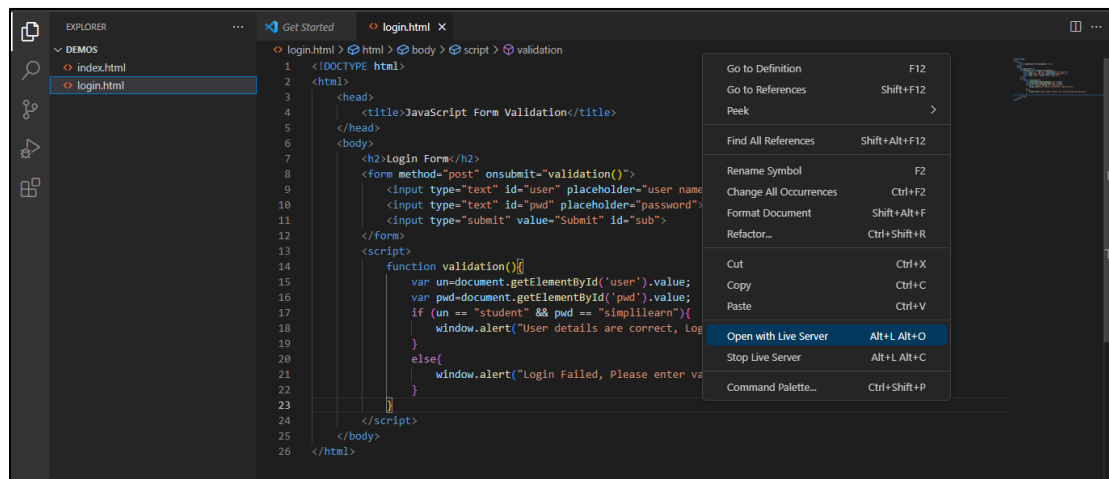 EXPLORER ···
DEMOS
index.html
login.html
Get Started login.html
login.html > html > body > script > validation
1 <!DOCTYPE html>
2 <html>
3 <head>
4 <title>JavaScript Form Validation</title>
5 </head>
6 <body>
7 <h2>Login Form</h2>
8 <form method="post" onsubmit="validation()">
9 <input type="text" id="user" placeholder="user name
10 <input type="text" id="pwd" placeholder="password">
11 <input type="submit" value="Submit" id="sub">
12 </form>
13 <script>
14 function validation(){
15 var un=document.getElementById('user').value;
16 var pwd=document.getElementById('pwd').value;
17 if (un == "student" && pwd == "simplilearn"){
18 window.alert("User details are correct, Log
19 }
20 else{
21 window.alert("Login Failed, Please enter va
22 }
23 }
24 </script>
25 </body>
26 </html>
Go to Definition F12
Go to References Shift+F12
Peek >
Find All References Shift+Alt+F12
Rename Symbol F2
Change All Occurrences Ctrl+F2
Format Document Shift+Alt+F
Refactor... Ctrl+Shift+R
Cut Ctrl+X
Copy Ctrl+C
Paste Ctrl+V
Open with Live Server Alt+L Alt+O
Stop Live Server Alt+L Alt+C
Command Palette... Ctrl+Shift+P